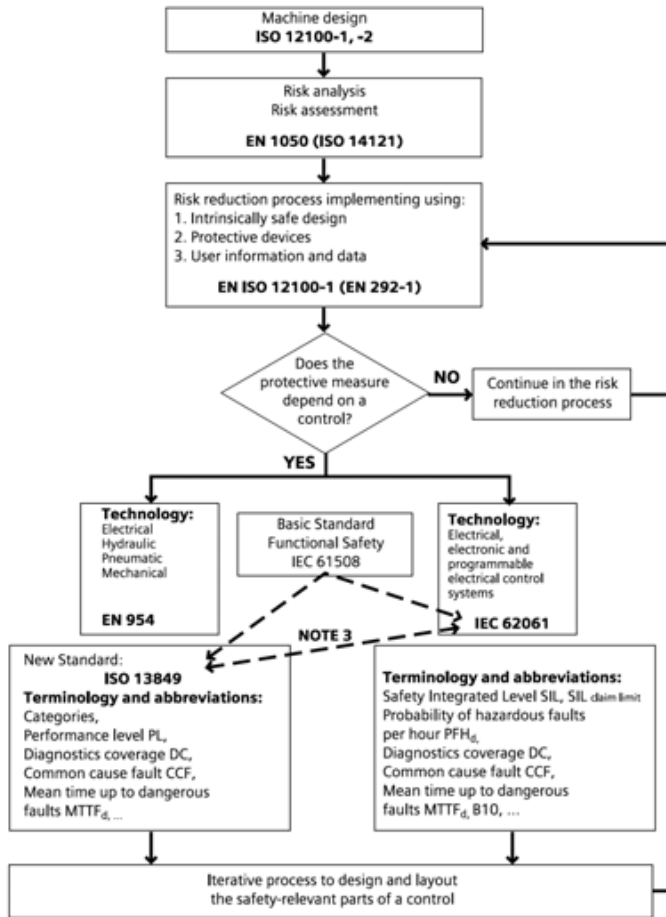 Machine design
ISO 12100-1, -2
Risk analysis
Risk assessment
EN 1050 (ISO 14121)
Risk reduction process implementing using:
1. Intrinsically safe design
2. Protective devices
3. User information and data
EN ISO 12100-1 (EN 292-1)
Does the
protective measure
depend on a
control?
NO
Continue in the risk
reduction process
YES
Technology:
Electrical
Hydraulic
Pneumatic
Mechanical
EN 954
Basic Standard
Functional Safety
IEC 61508
Technology:
Electrical,
electronic and
programmable
electrical control
systems
IEC 62061
NOTE 3
New Standard:
ISO 13849
Terminology and abbreviations:
Categories,
Performance level PL,
Diagnostics coverage DC,
Common cause fault CCF,
Mean time up to dangerous
faults MTTFd, ...
Terminology and abbreviations:
Safety Integrated Level SIL, SIL claim limit
Probability of hazardous faults
per hour PFHd,
Diagnostics coverage DC,
Common cause fault CCF,
Mean time up to dangerous
faults MTTFd, B10, ...
Iterative process to design and layout
the safety-relevant parts of a control